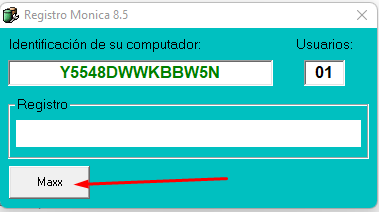 Registro Monica 8.5
Identificación de su computador: Usuarios:
Y5548DWWKBBW5N 01
Registro
Maxx